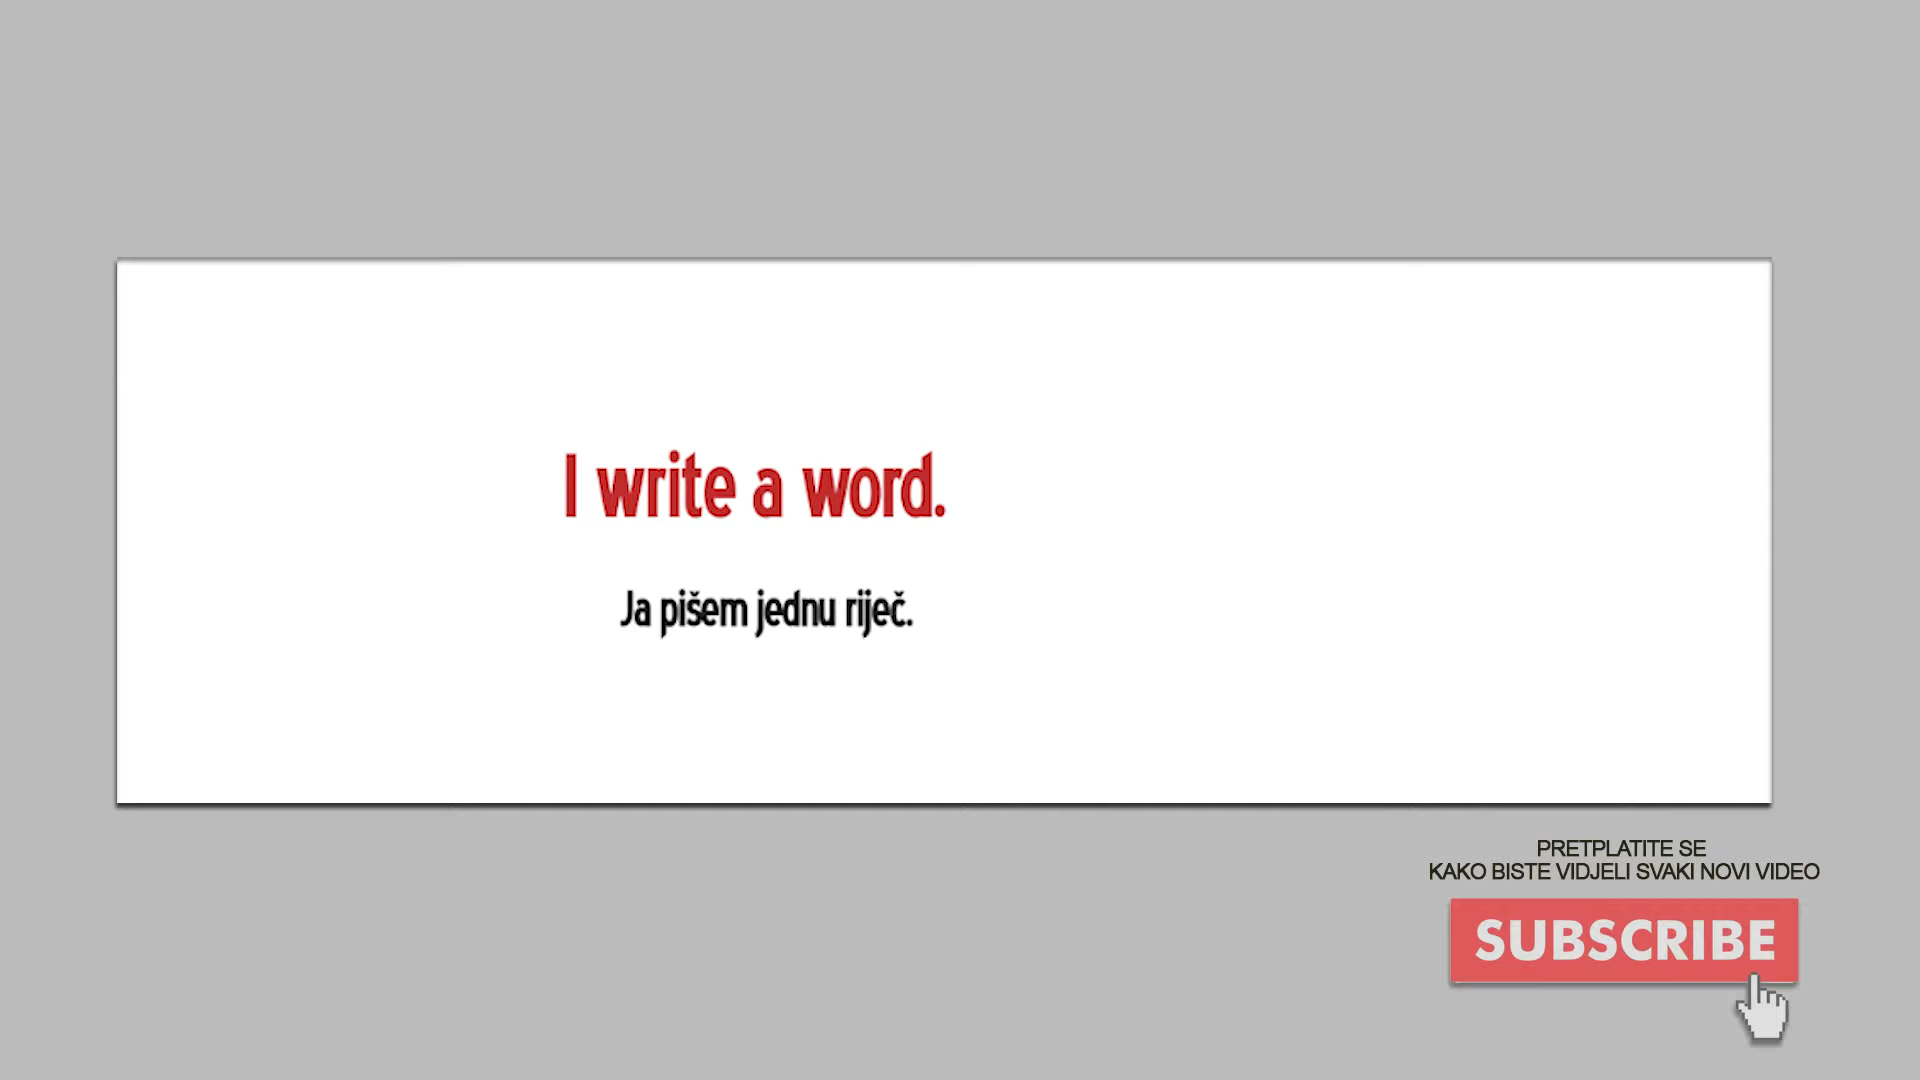 I write a word.
Ja pišem jednu riječ.
PRETPLATITE SE
KAKO BISTE VIDJELI SVAKI NOVI VIDEO
SUBSCRIBE